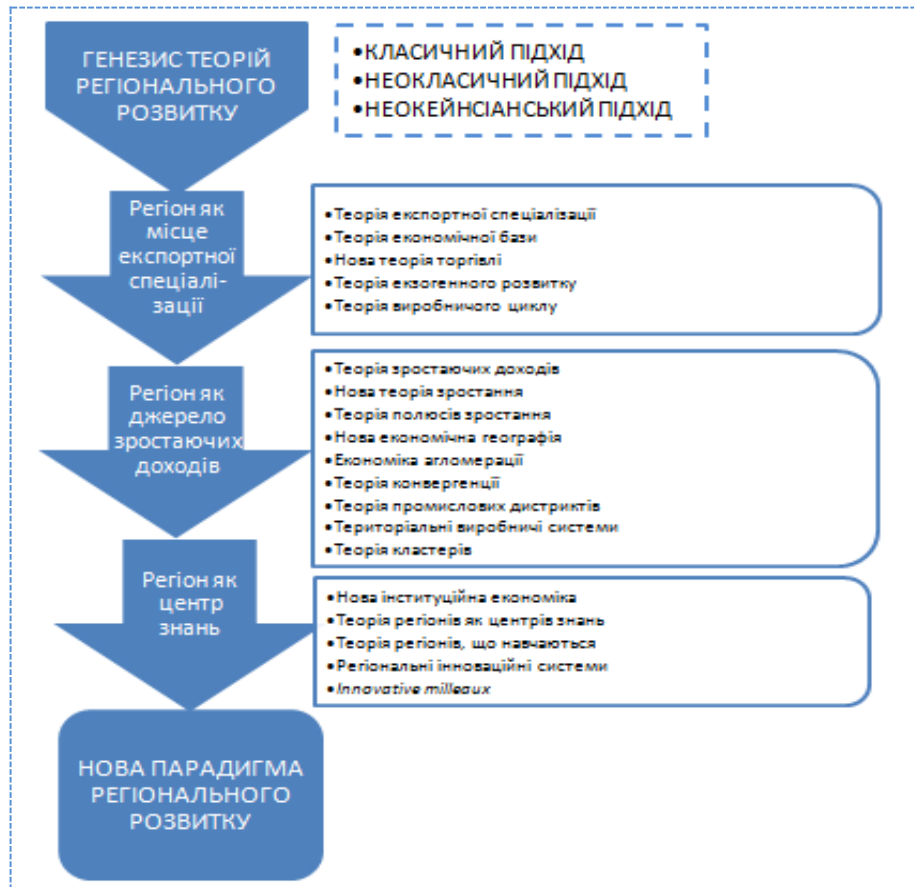 ГЕНЕЗИС ТЕОРІЙ
РЕГІОНАЛЬНОГО
РОЗВИТКУ
•КЛАСИЧНИЙ ПІДХІД
•НЕОКЛАСИЧНИЙ ПІДХІД
•НЕОКЕЙНСІАНСЬКИЙ ПІДХІД
Регіон як
місце
експортної
спеціалі-
зації
•Теорія експортної спеціалізації
•Теорія економічної бази
•Нова теорія торгівлі
•Теорія екзогенного розвитку
•Теорія виробничого циклу
Регіон як
джерело
зростаючих
доходів
•Теорія зростаючих доходів
•Нова теорія зростання
•Теорія полюсів зростання
•Нова економічна географія
•Економіка агломерації
•Теорія конвергенції
•Теорія промислових дистриктів
•Територіальні виробничі системи
•Теорія кластерів
Регіон як
центр
знань
•Нова інституційна економіка
•Теорія регіонів як центрів знань
•Теорія регіонів, що навчаються
•Регіональні інноваційні системи
•Innovative milleaux
НОВА ПАРАДИГМА
РЕГІОНАЛЬНОГО
РОЗВИТКУ